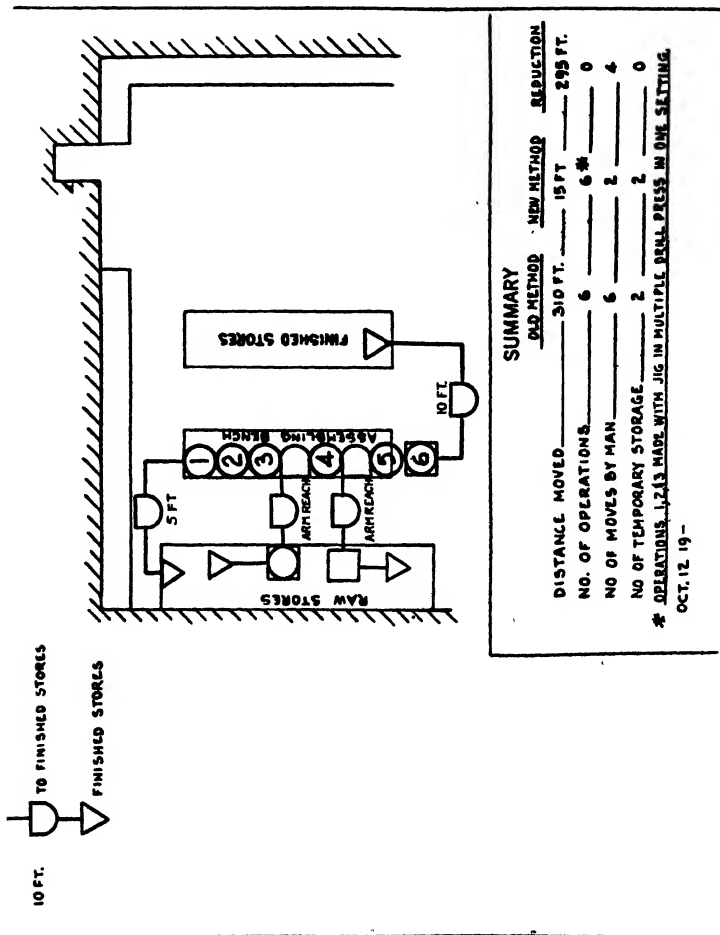 10 FT. TO FINISHED STORES
FINISHED STORES
RAW STORES
5 FT
ARM REACH
ARM REACH
1
2
3
4
5
6
ASSEMBLING BENCH
10 FT.
FINISHED STORES
SUMMARY
OLD METHOD NEW METHOD REDUCTION
DISTANCE MOVED 310 FT. 15 FT 295 FT.
NO. OF OPERATIONS 6 6* 0
NO OF MOVES BY MAN 6 2 4
NO OF TEMPORARY STORAGE 2 2 0
* OPERATIONS 1,2,&3 MADE WITH JIG IN MULTIPLE DRILL PRESS IN ONE SETTING.
OCT. 12 19-